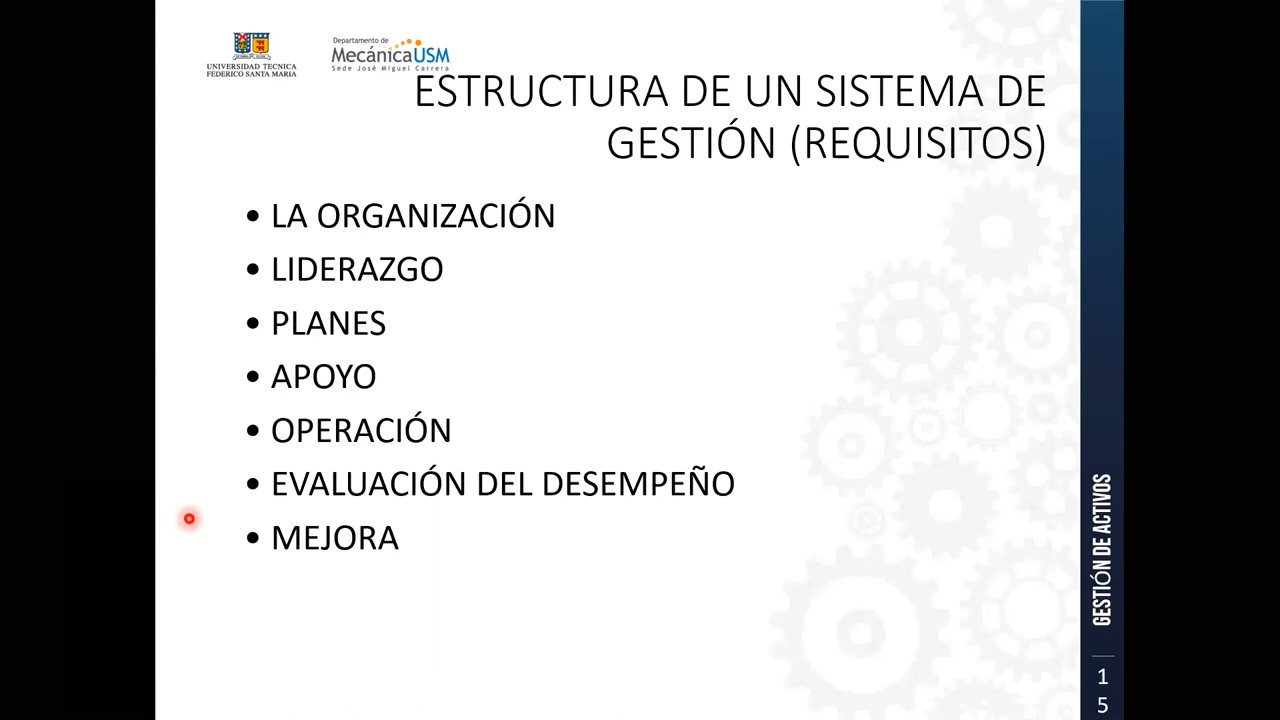 UNIVERSIDAD TECNICA
FEDERICO SANTA MARIA
Departamento de
MecánicaUSM
Sede José Miguel Carrera
ESTRUCTURA DE UN SISTEMA DE
GESTIÓN (REQUISITOS)
• LA ORGANIZACIÓN
• LIDERAZGO
• PLANES
• APOYO
• OPERACIÓN
• EVALUACIÓN DEL DESEMPEÑO
• MEJORA
GESTIÓN DE ACTIVOS
1
5